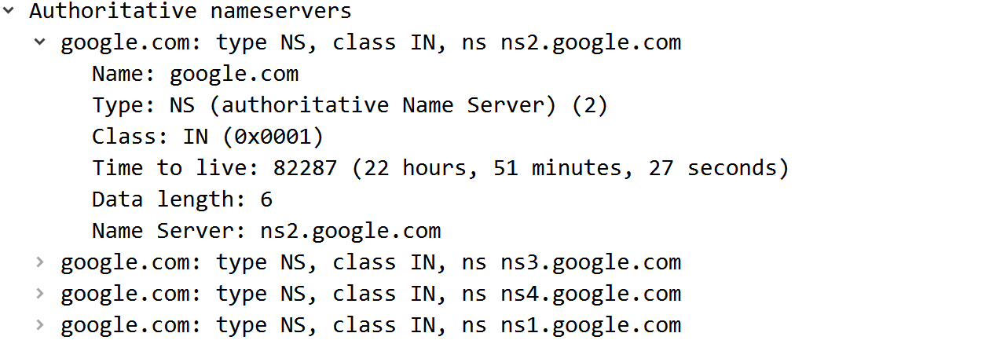 Authoritative nameservers
google.com: type NS, class IN, ns ns2.google.com
Name: google.com
Type: NS (authoritative Name Server) (2)
Class: IN (0x0001)
Time to live: 82287 (22 hours, 51 minutes, 27 seconds)
Data length: 6
Name Server: ns2.google.com
google.com: type NS, class IN, ns ns3.google.com
google.com: type NS, class IN, ns ns4.google.com
google.com: type NS, class IN, ns ns1.google.com